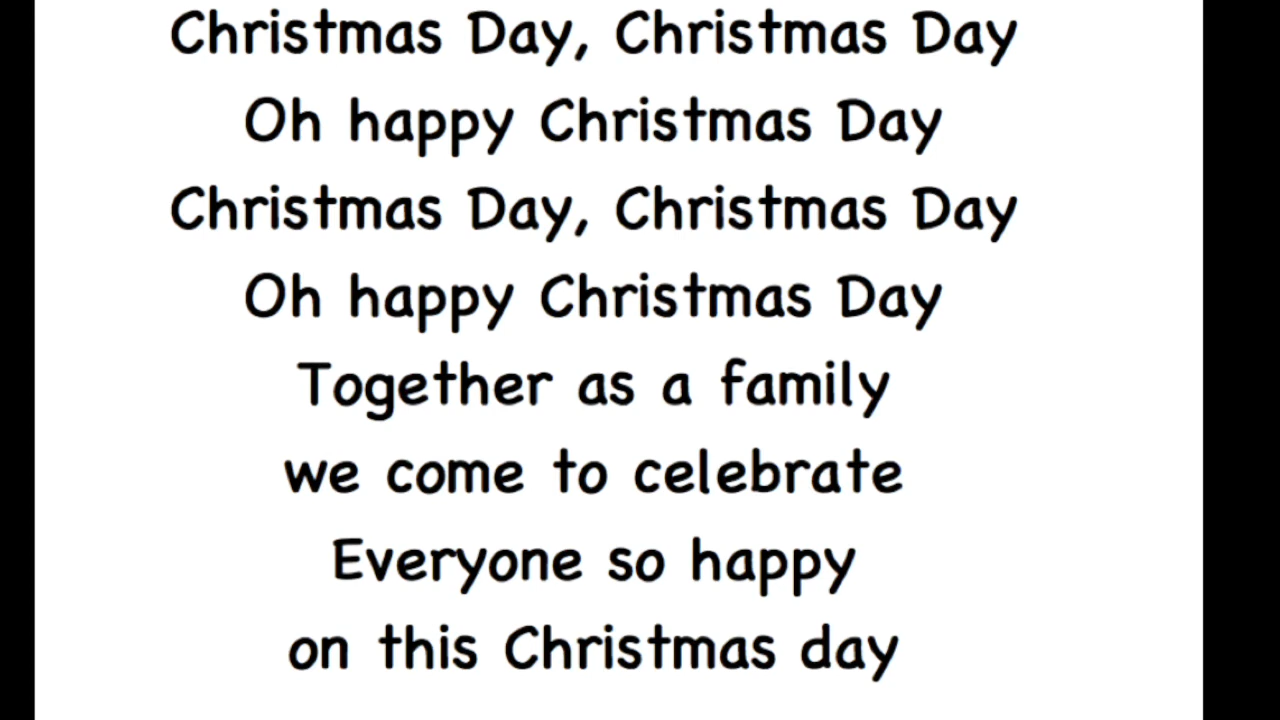 Christmas Day, Christmas Day
Oh happy Christmas Day
Christmas Day, Christmas Day
Oh happy Christmas Day
Together as a family
we come to celebrate
Everyone so happy
on this Christmas day